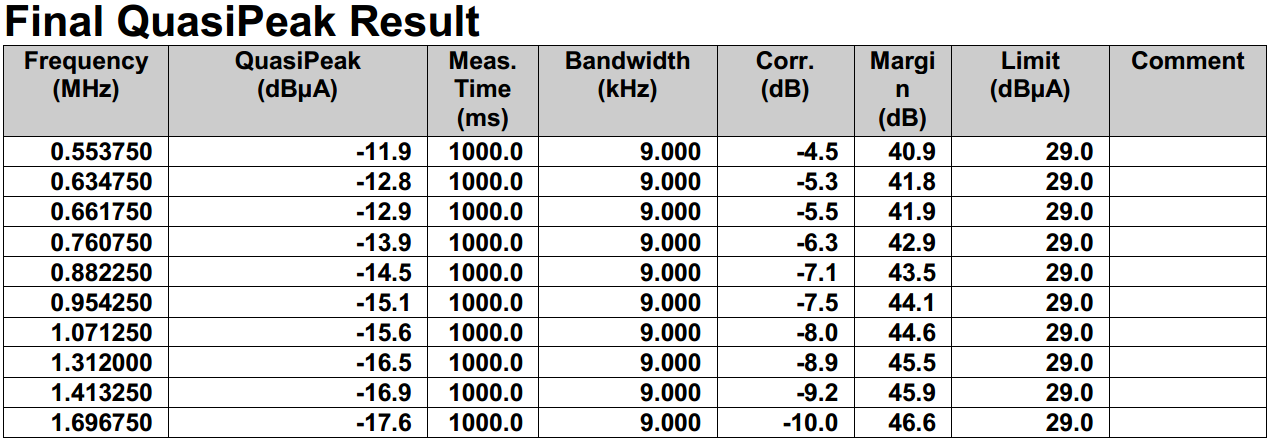 Final QuasiPeak Result
Frequency (MHz) QuasiPeak (dBµA) Meas. Time (ms) Bandwidth (kHz) Corr. (dB) Margi n (dB) Limit (dBµA) Comment
0.553750 -11.9 1000.0 9.000 -4.5 40.9 29.0
0.634750 -12.8 1000.0 9.000 -5.3 41.8 29.0
0.661750 -12.9 1000.0 9.000 -5.5 41.9 29.0
0.760750 -13.9 1000.0 9.000 -6.3 42.9 29.0
0.882250 -14.5 1000.0 9.000 -7.1 43.5 29.0
0.954250 -15.1 1000.0 9.000 -7.5 44.1 29.0
1.071250 -15.6 1000.0 9.000 -8.0 44.6 29.0
1.312000 -16.5 1000.0 9.000 -8.9 45.5 29.0
1.413250 -16.9 1000.0 9.000 -9.2 45.9 29.0
1.696750 -17.6 1000.0 9.000 -10.0 46.6 29.0